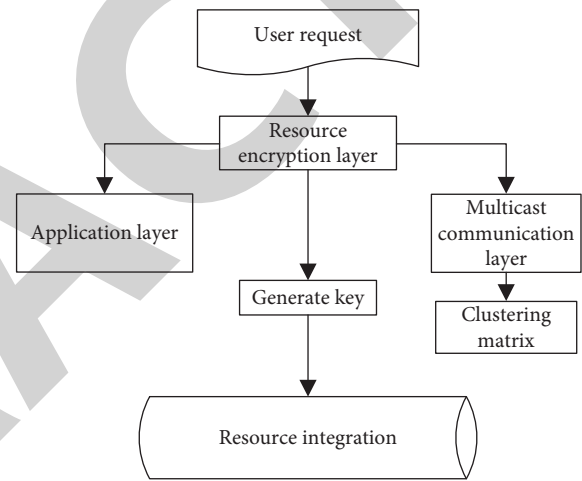 User request
Resource
encryption layer
Application layer
Multicast
communication
layer
Generate key
Clustering
matrix
Resource integration